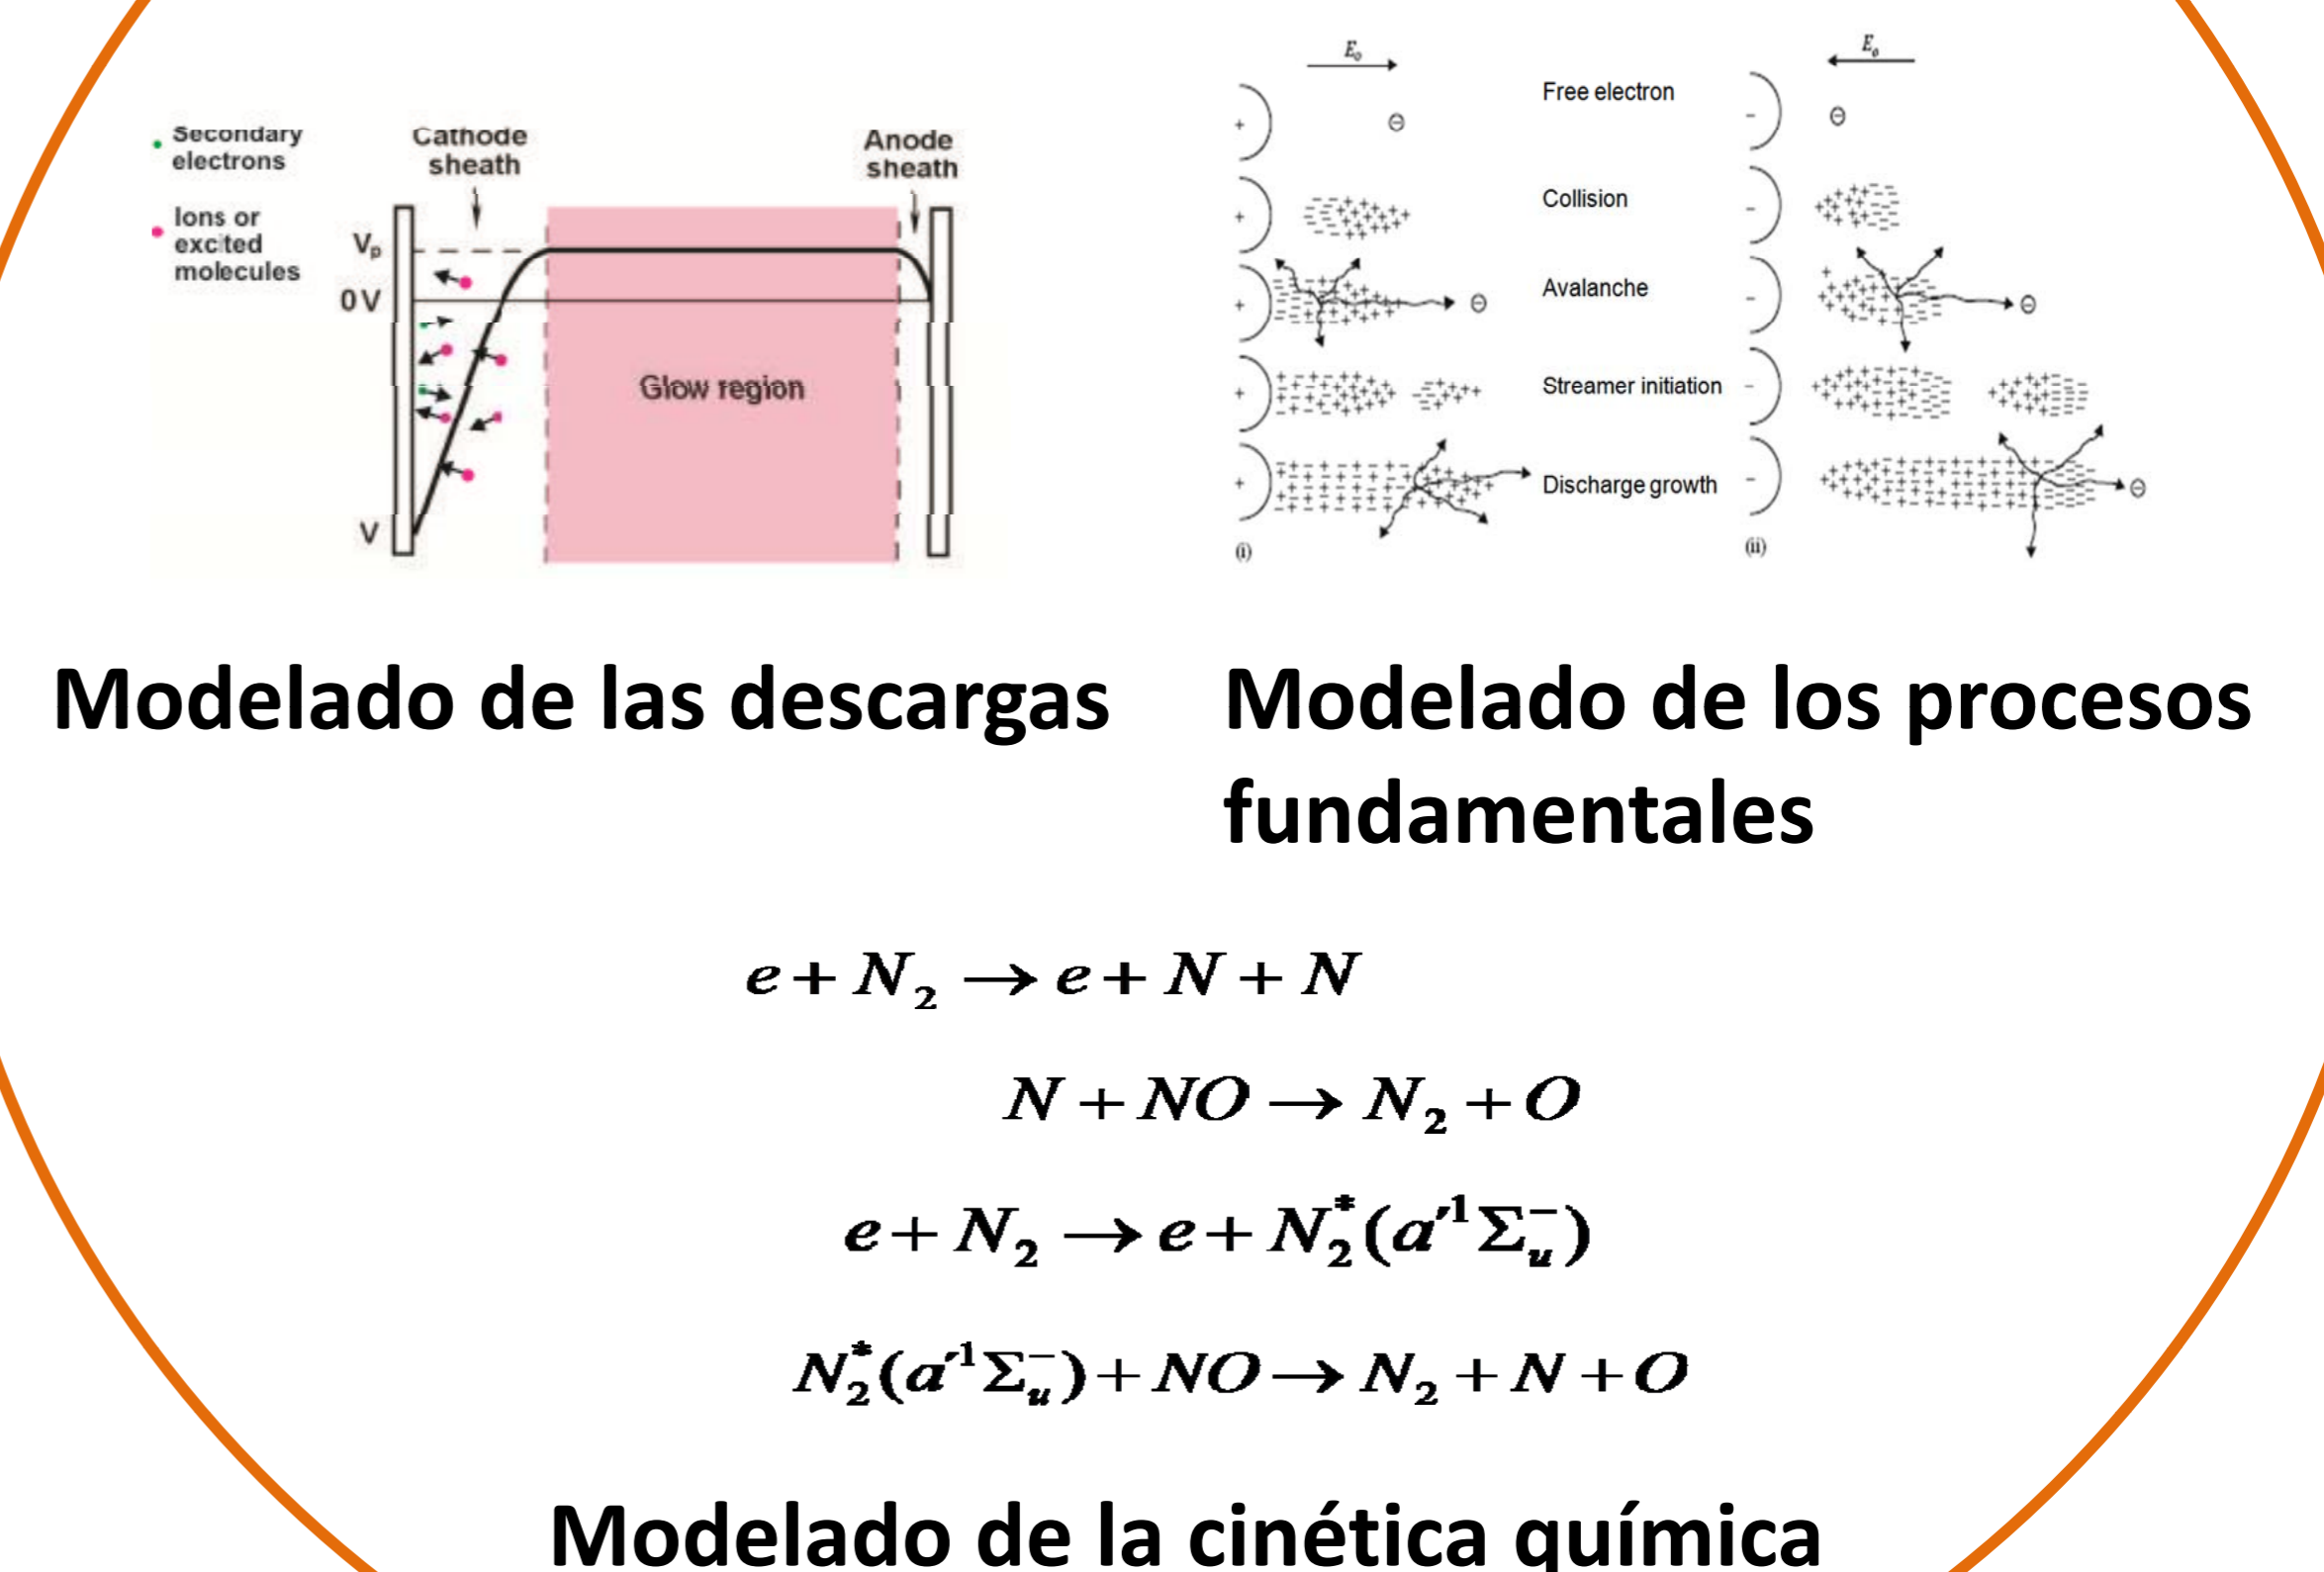 Secondary
electrons
Ions or
excited
molecules
Cathode
sheath
Anode
sheath
Vp
0 V
V
Glow region
E₀
E₀
Free electron
Collision
Avalanche
Streamer initiation
Discharge growth
(i)
(ii)
Modelado de las descargas
Modelado de los procesos
fundamentales
e + N₂ → e + N + N
N + NO → N₂ + O
e + N₂ → e + N₂*(a'¹Σᵤ⁻)
N₂*(a'¹Σᵤ⁻) + NO → N₂ + N + O
Modelado de la cinética química